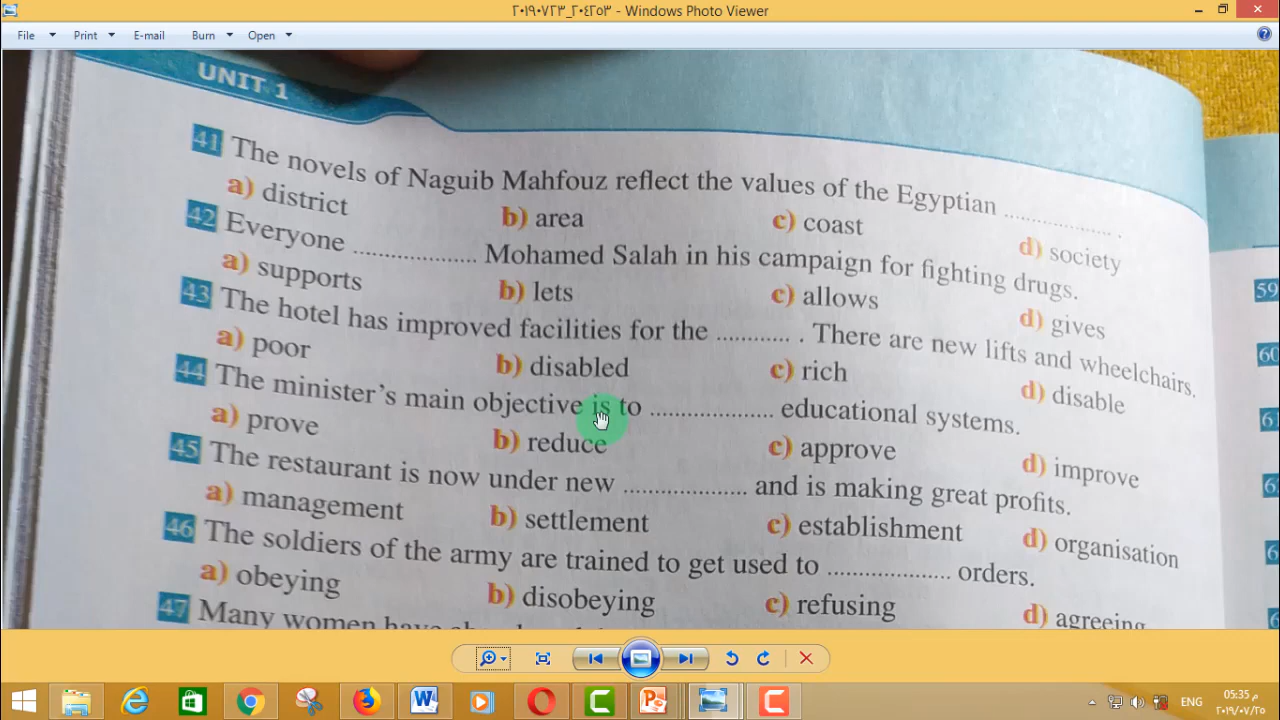 ٢٠١٩٠٧٢٣_٢٠٤٢٥٣ - Windows Photo Viewer
File Print E-mail Burn Open
UNIT 1
41 The novels of Naguib Mahfouz reflect the values of the Egyptian .................... .
a) district b) area c) coast d) society
42 Everyone .................... Mohamed Salah in his campaign for fighting drugs.
a) supports b) lets c) allows d) gives
43 The hotel has improved facilities for the ............ . There are new lifts and wheelchairs.
a) poor b) disabled c) rich d) disable
44 The minister's main objective is to .................... educational systems.
a) prove b) reduce c) approve d) improve
45 The restaurant is now under new .................... and is making great profits.
a) management b) settlement c) establishment d) organisation
46 The soldiers of the army are trained to get used to .................... orders.
a) obeying b) disobeying c) refusing d) agreeing
47 Many women have
59
60
61
ENG
05:35 م
٢٠١٩/٠٧/٢٥